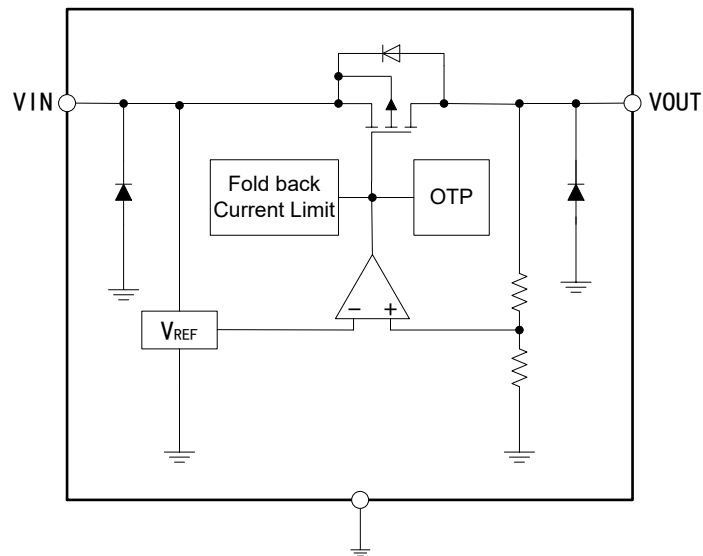 VIN
VOUT
Fold back
Current Limit
OTP
- +
VREF